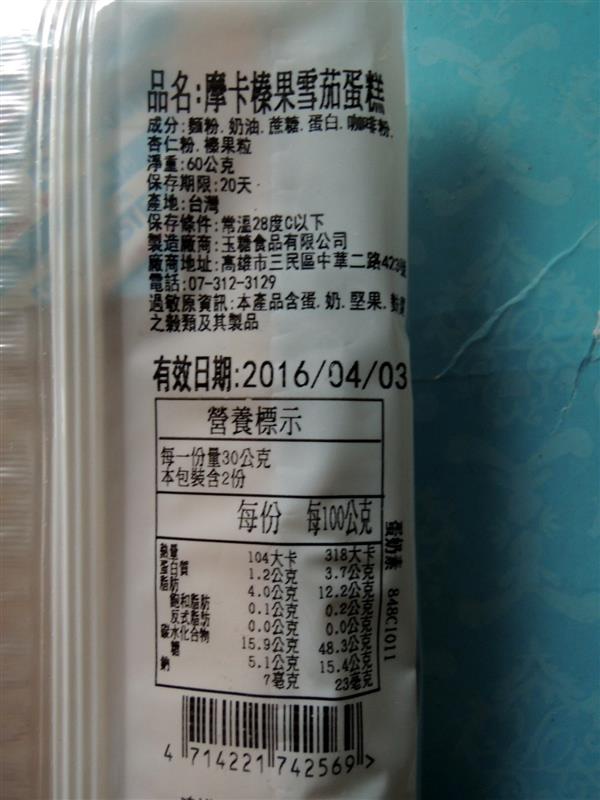 品名:摩卡榛果雪茄蛋糕
成分:麵粉.奶油.蔗糖.蛋白.咖啡粉.
杏仁粉.榛果粒
淨重:60公克
保存期限:20天
產地:台灣
保存條件:常溫28度C以下
製造廠商:玉糖食品有限公司
廠商地址:高雄市三民區中華二路423號
電話:07-312-3129
過敏原資訊:本產品含蛋.奶.堅果.
之穀類及其製品
有效日期:2016/04/03
營養標示
每一份量30公克
本包裝含2份
每份 每100公克
熱量 104大卡 318大卡
蛋白質 1.2公克 3.7公克
脂肪 4.0公克 12.2公克
飽和脂肪 0.1公克 0.2公克
反式脂肪 0.0公克 0.0公克
碳水化合物 15.9公克 48.3公克
糖 5.1公克 15.4公克
鈉 7毫克 23毫克
蛋奶素 848C1011
4 714221 742569 >